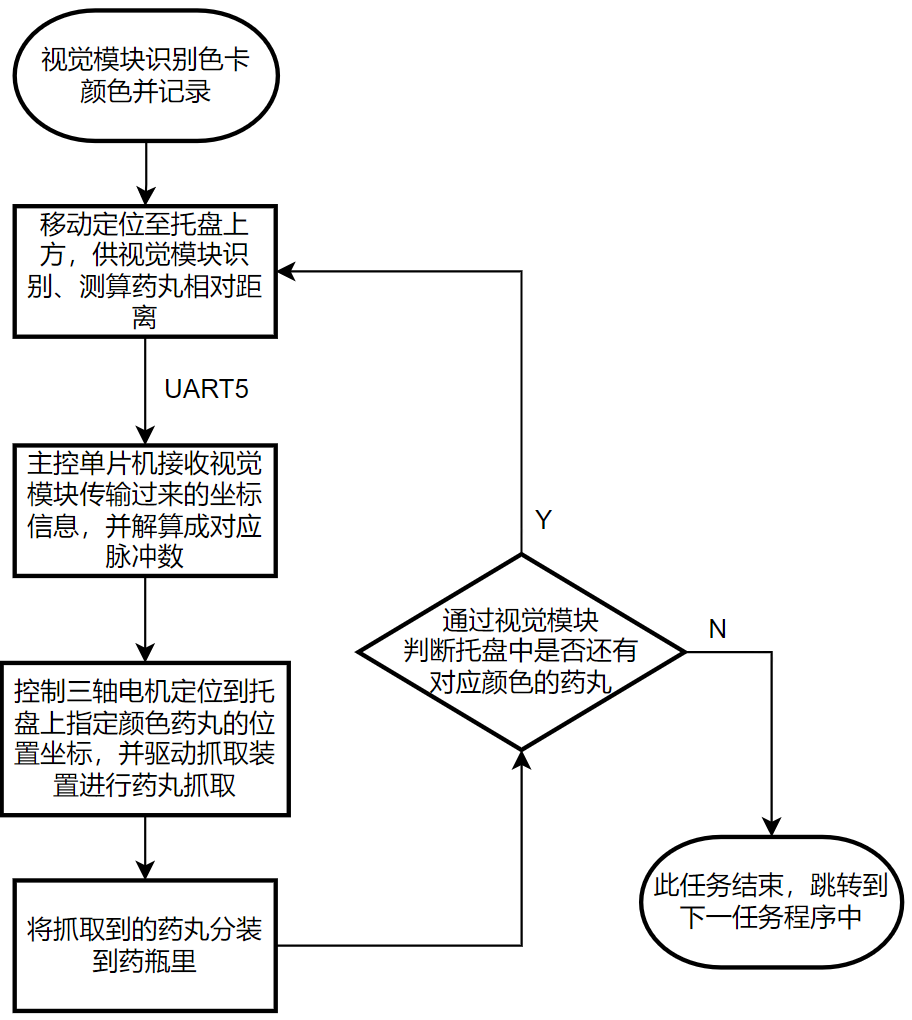 视觉模块识别色卡
颜色并记录
移动定位至托盘上
方，供视觉模块识
别、测算药丸相对距
离
UART5
主控单片机接收视觉
模块传输过来的坐标
信息，并解算成对应
脉冲数
控制三轴电机定位到托
盘上指定颜色药丸的位
置坐标，并驱动抓取装
置进行药丸抓取
将抓取到的药丸分装
到药瓶里
Y
通过视觉模块
判断托盘中是否还有
对应颜色的药丸
N
此任务结束，跳转到
下一任务程序中